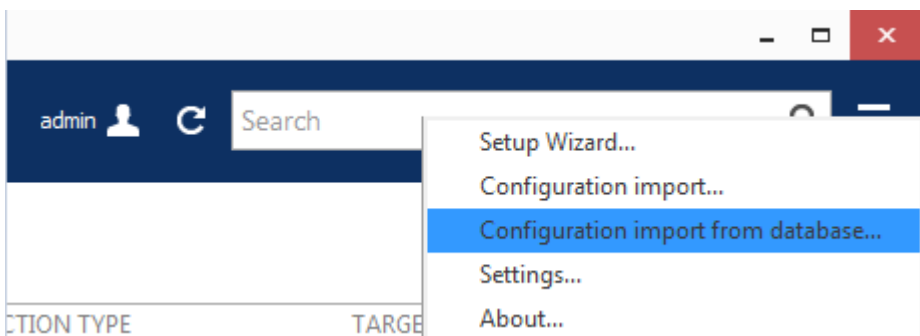 admin
Search
Setup Wizard...
Configuration import...
Configuration import from database...
Settings...
CTION TYPE
TARGE
About...